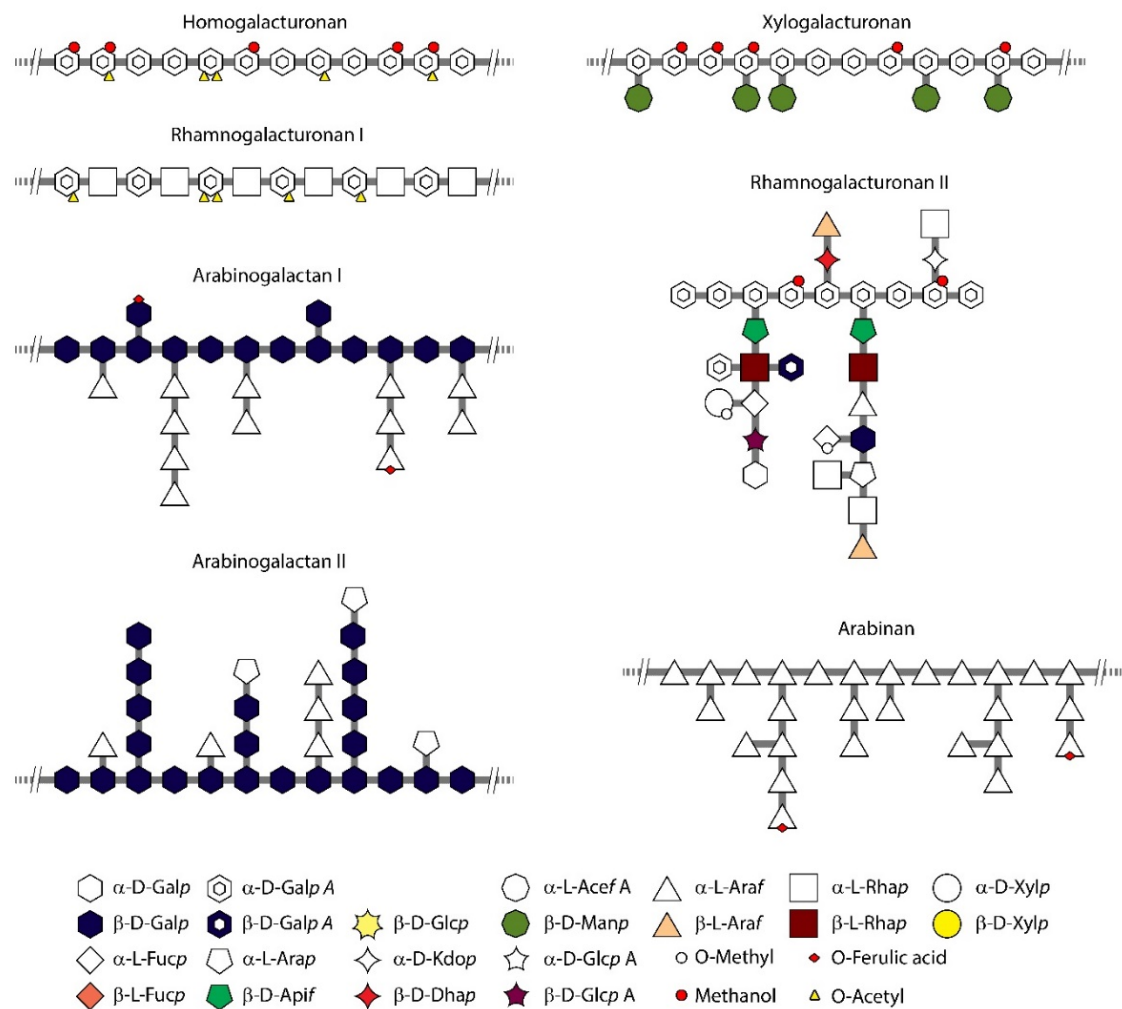 Homogalacturonan
Xylogalacturonan
Rhamnogalacturonan I
Rhamnogalacturonan II
Arabinogalactan I
Arabinogalactan II
Arabinan
α-D-Galp α-D-Galp A α-L-Acef A α-L-Araf α-L-Rhap α-D-Xylp
β-D-Galp β-D-Galp A β-D-Glcp β-D-Manp β-L-Araf β-L-Rhap β-D-Xylp
α-L-Fucp α-L-Arap α-D-Kdop α-D-Glcp A O-Methyl O-Ferulic acid
β-L-Fucp β-D-Apif β-D-Dhap β-D-Glcp A Methanol O-Acetyl